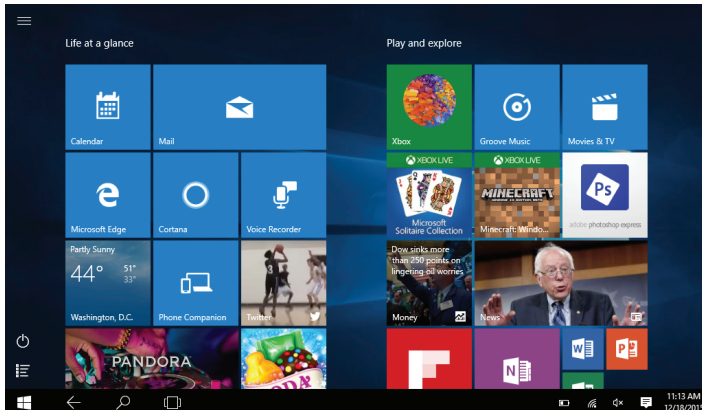 Life at a glance
Play and explore
Calendar
Mail
Xbox
Groove Music
Movies & TV
Microsoft Edge
Cortana
Voice Recorder
XBOX LIVE
Microsoft
Solitaire Collection
XBOX LIVE
MINECRAFT
Minecraft: Windo...
Ps
adobe photoshop express
Partly Sunny
44°
51°
33°
Washington, D.C.
Phone Companion
Twitter
Dow sinks more
than 250 points on
lingering oil worries
Money
News
PANDORA
W
P
N
11:13 AM
12/18/2015